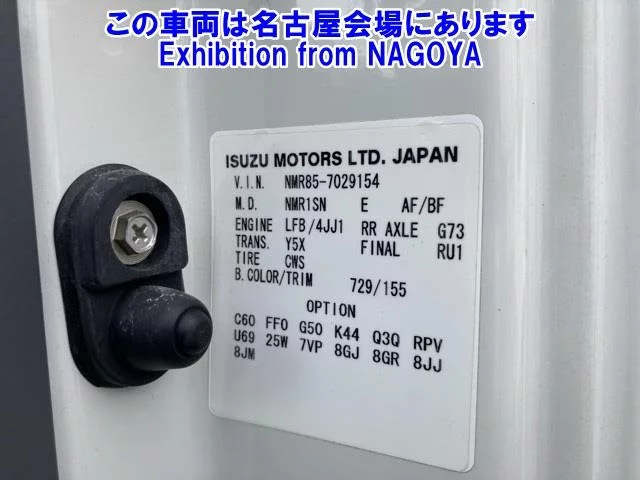 この車両は名古屋会場にあります
Exhibition from NAGOYA
ISUZU MOTORS LTD. JAPAN
V.I.N. NMR85-7029154
M.D. NMR1SN E AF/BF
ENGINE LFB/4JJ1 RR AXLE G73
TRANS. Y5X FINAL RU1
TIRE CWS
B.COLOR/TRIM 729/155
OPTION
C60 FF0 G50 K44 Q3Q RPV
U69 25W 7VP 8GJ 8GR 8JJ
8JM